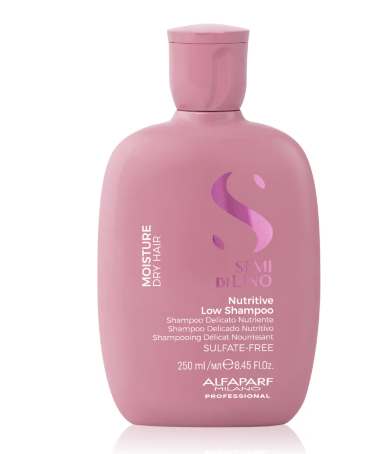 MOISTURE
DRY HAIR
SEMI
DI LINO
Nutritive
Low Shampoo
Shampoo Delicato Nutriente
Shampoo Delicado Nutritivo
Shampooing Délicat Nourrissant
SULFATE-FREE
250 ml/мл℮8.45 Fl.Oz.
ALFAPARF
MILANO
PROFESSIONAL